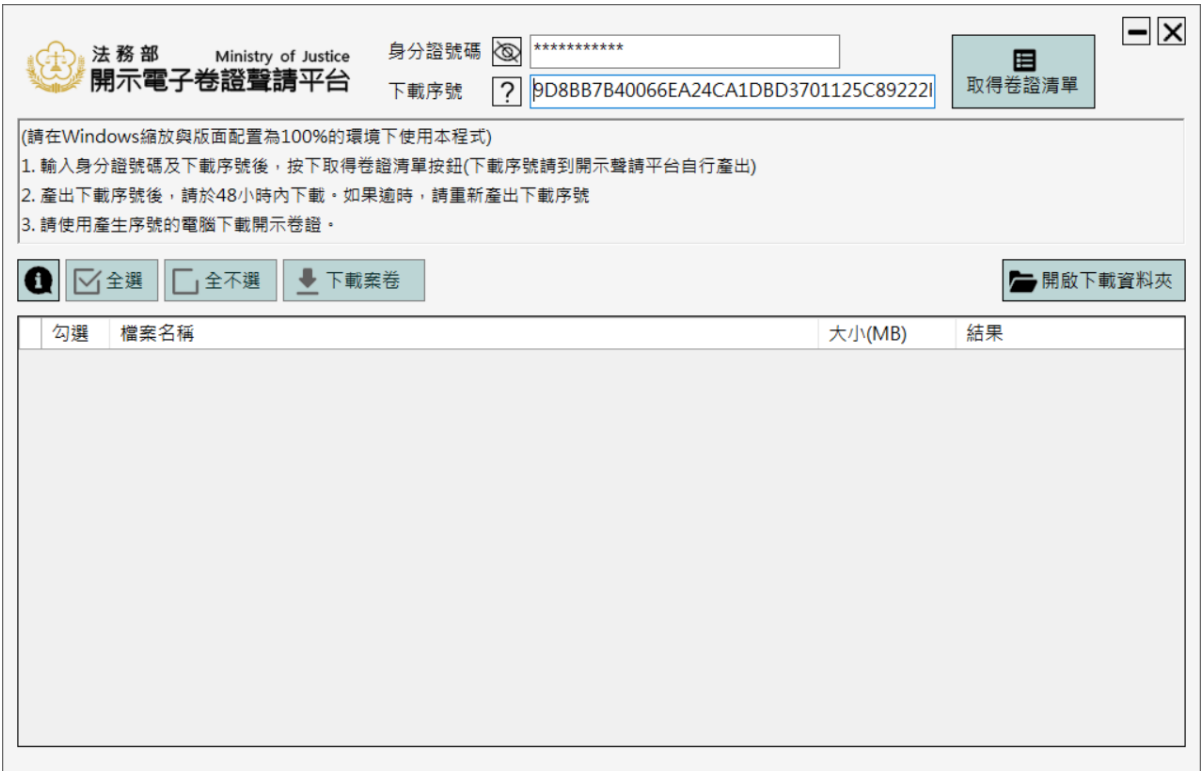 法務部 Ministry of Justice
開示電子卷證聲請平台
身分證號碼 ***********
下載序號 ? 9D8BB7B40066EA24CA1DBD3701125C89222
取得卷證清單
(請在Windows縮放與版面配置為100%的環境下使用本程式)
1. 輸入身分證號碼及下載序號後，按下取得卷證清單按鈕(下載序號請到開示聲請平台自行產出)
2. 產出下載序號後，請於48小時內下載。如果逾時，請重新產出下載序號
3. 請使用產生序號的電腦下載開示卷證。
全選 全不選 下載案卷 開啟下載資料夾
勾選 檔案名稱 大小(MB) 結果